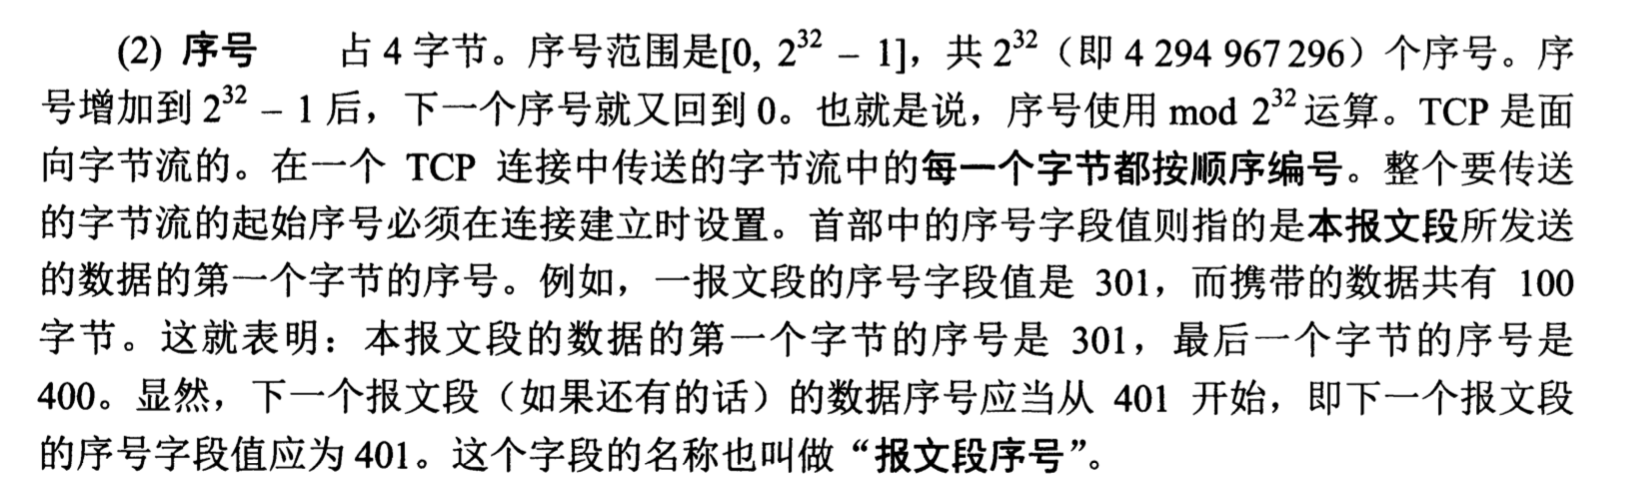 (2) 序号 占 4 字节。序号范围是[0, 2³² – 1]，共 2³²（即 4 294 967 296）个序号。序
号增加到 2³² – 1 后，下一个序号就又回到 0。也就是说，序号使用 mod 2³² 运算。TCP 是面
向字节流的。在一个 TCP 连接中传送的字节流中的每一个字节都按顺序编号。整个要传送
的字节流的起始序号必须在连接建立时设置。首部中的序号字段值则指的是本报文段所发送
的数据的第一个字节的序号。例如，一报文段的序号字段值是 301，而携带的数据共有 100
字节。这就表明：本报文段的数据的第一个字节的序号是 301，最后一个字节的序号是
400。显然，下一个报文段（如果还有的话）的数据序号应当从 401 开始，即下一个报文段
的序号字段值应为 401。这个字段的名称也叫做“报文段序号”。